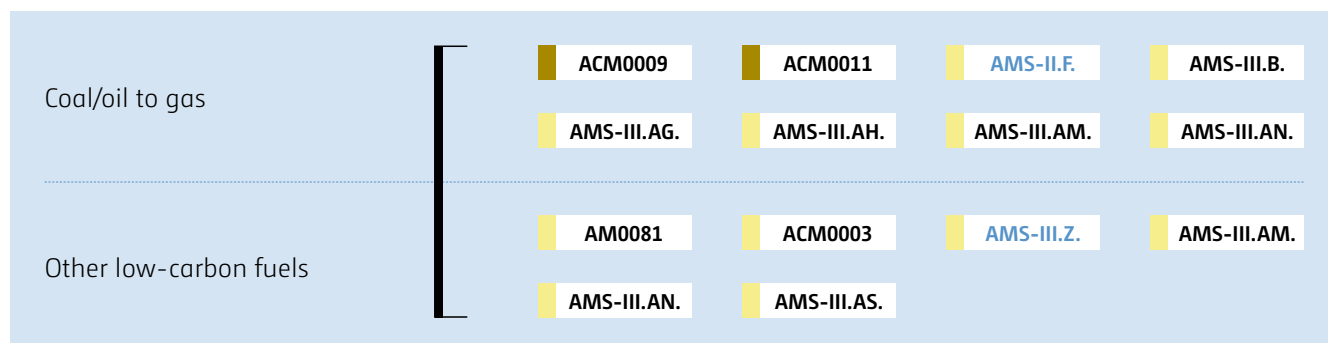 Coal/oil to gas
ACM0009 ACM0011 AMS-II.F. AMS-III.B.
AMS-III.AG. AMS-III.AH. AMS-III.AM. AMS-III.AN.
Other low-carbon fuels
AM0081 ACM0003 AMS-III.Z. AMS-III.AM.
AMS-III.AN. AMS-III.AS.